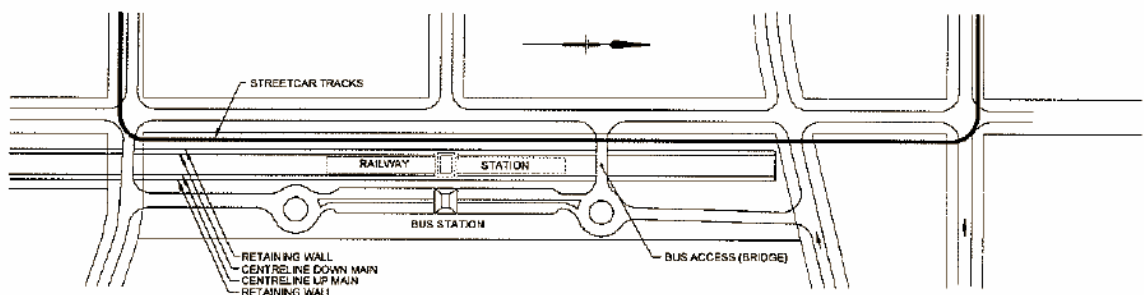 STREETCAR TRACKS
RAILWAY STATION
BUS STATION
RETAINING WALL
CENTRELINE DOWN MAIN
CENTRELINE UP MAIN
RETAINING WALL
BUS ACCESS (BRIDGE)